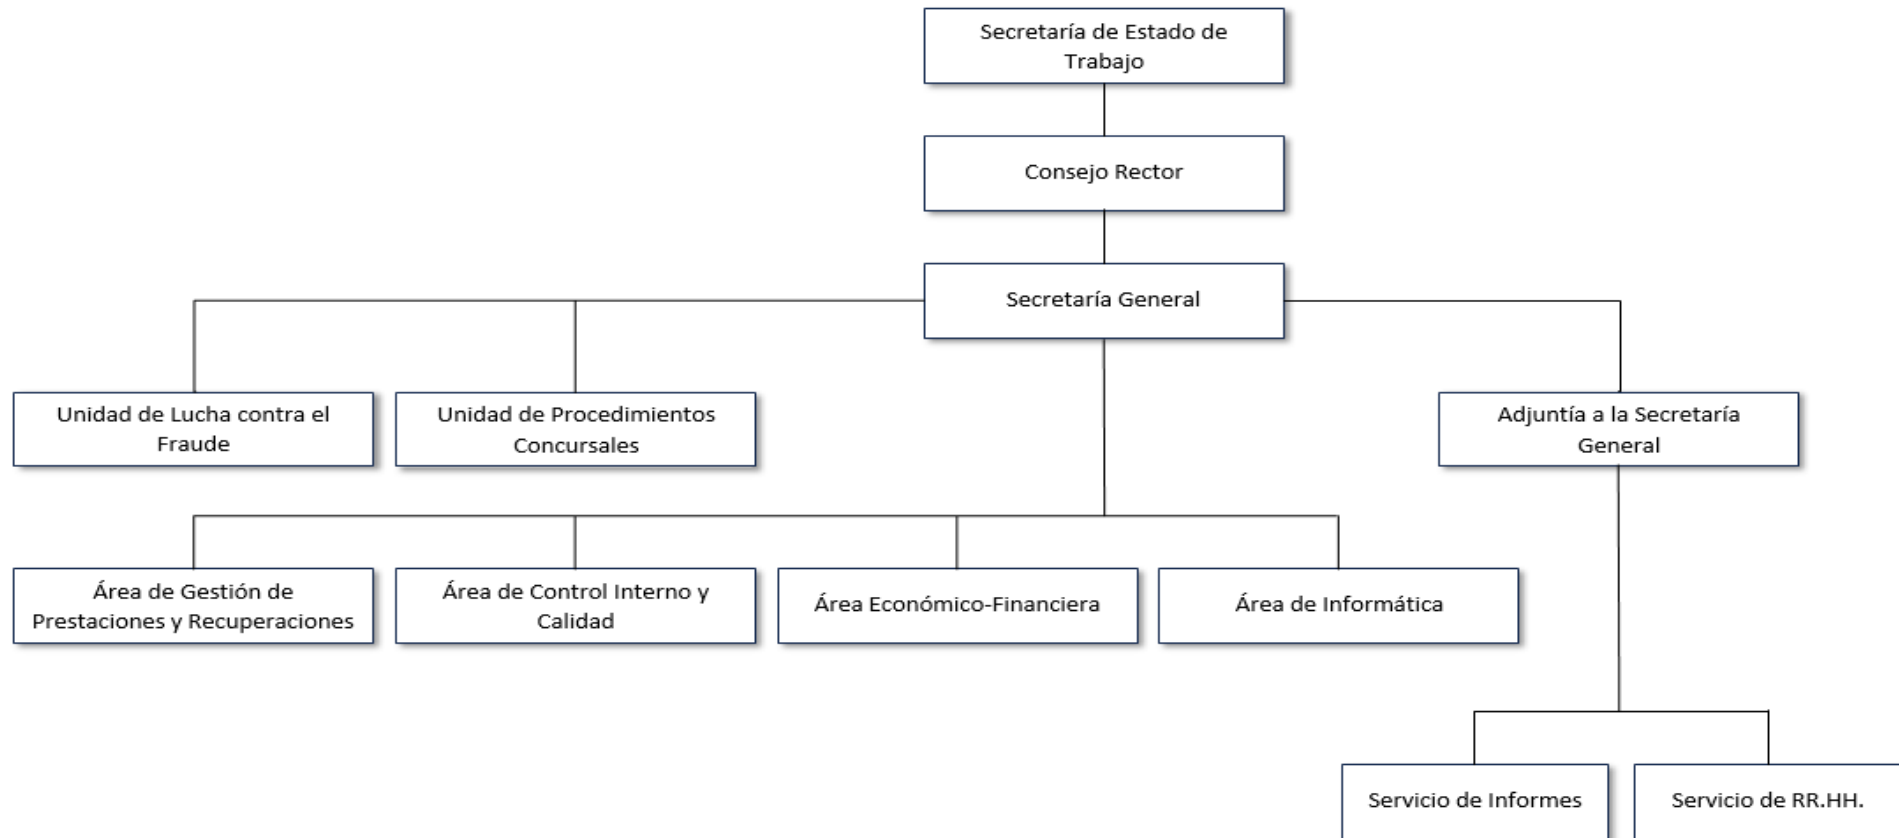 Secretaría de Estado de
Trabajo
Consejo Rector
Secretaría General
Unidad de Lucha contra el
Fraude
Unidad de Procedimientos
Concursales
Adjuntía a la Secretaría
General
Área de Gestión de
Prestaciones y Recuperaciones
Área de Control Interno y
Calidad
Área Económico-Financiera
Área de Informática
Servicio de Informes
Servicio de RR.HH.